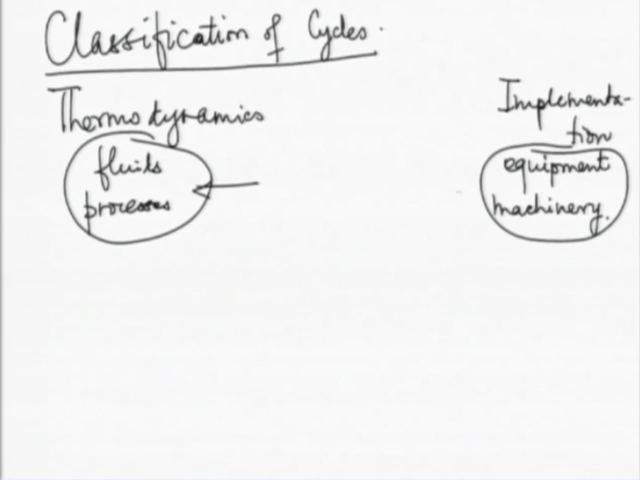 Classification of Cycles.
Thermodynamics
fluids
processes
Implementa-
tion
equipment
machinery.